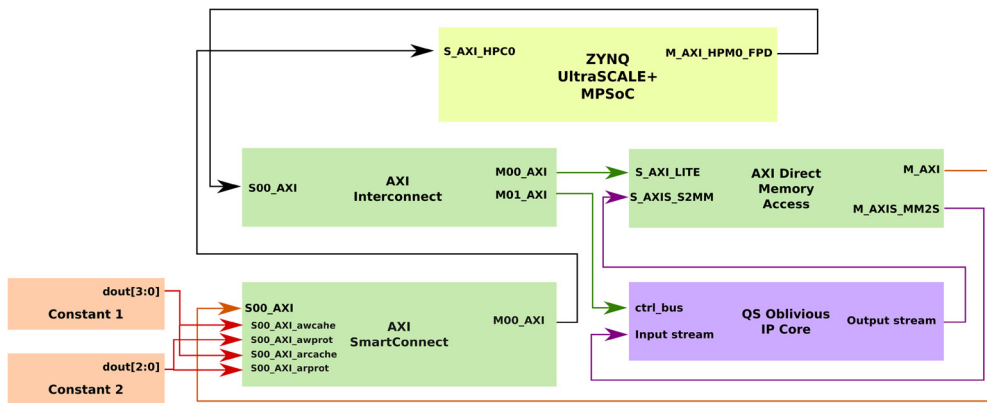 S_AXI_HPC0
M_AXI_HPM0_FPD
ZYNQ
UltraSCALE+
MPSoC
S00_AXI
AXI
Interconnect
M00_AXI
M01_AXI
S_AXI_LITE
S_AXIS_S2MM
AXI Direct
Memory
Access
M_AXI
M_AXIS_MM2S
dout[3:0]
Constant 1
dout[2:0]
Constant 2
S00_AXI
S00_AXI_awcahe
S00_AXI_awprot
S00_AXI_arcache
S00_AXI_arprot
AXI
SmartConnect
M00_AXI
ctrl_bus
Input stream
QS Oblivious
IP Core
Output stream